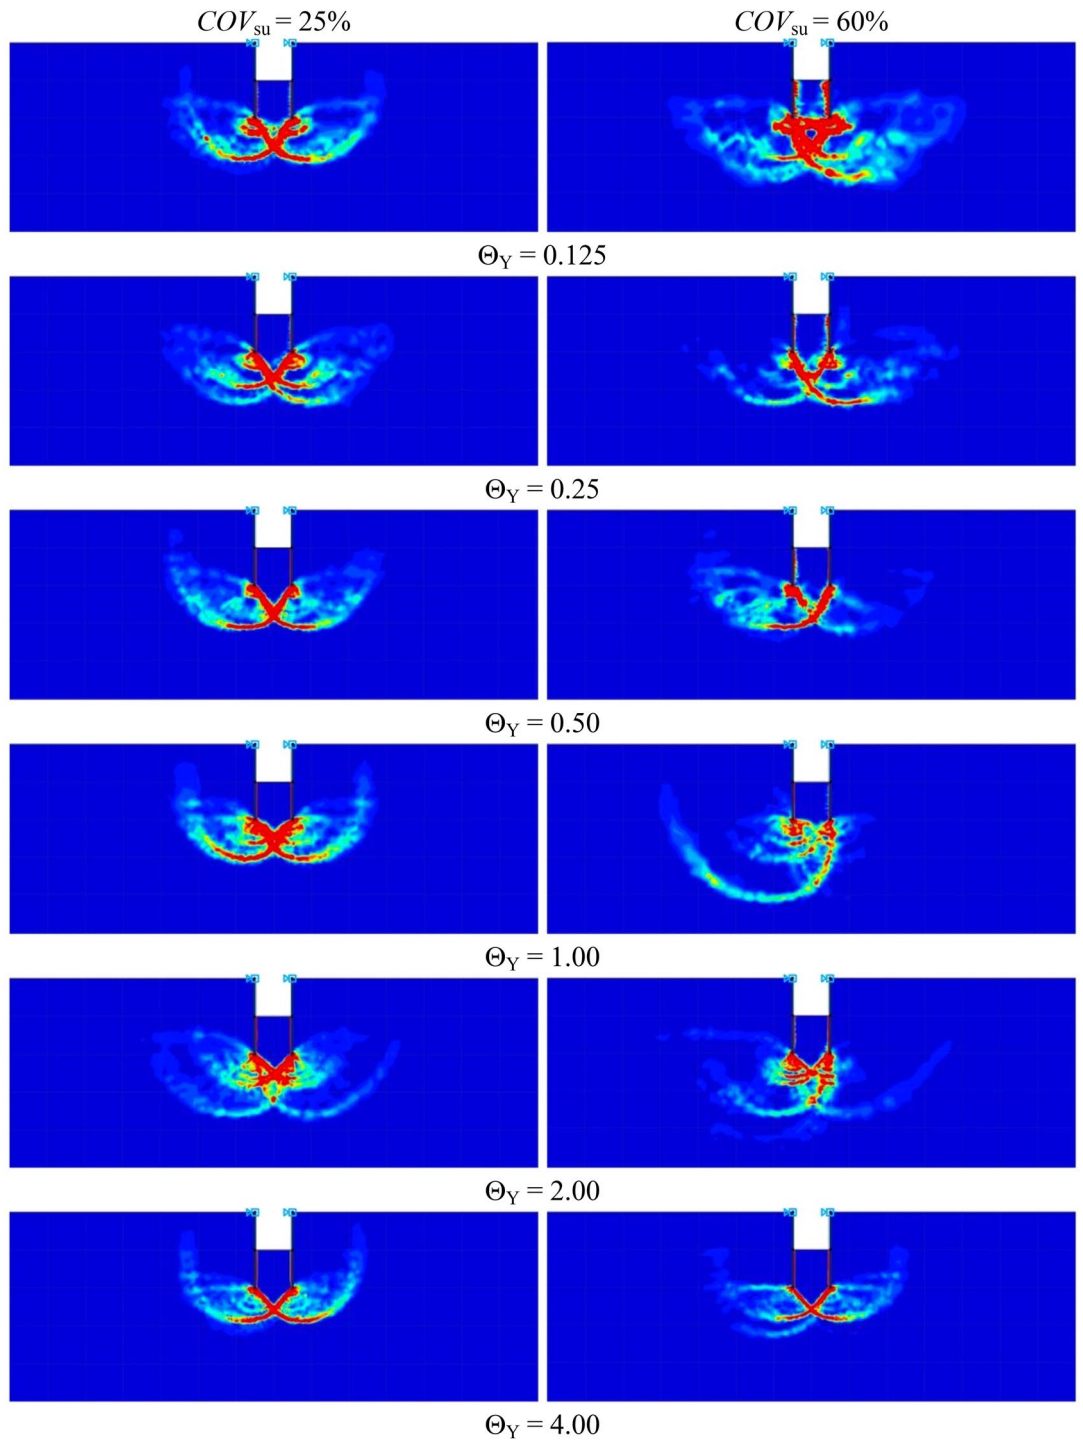 COVsu = 25%
COVsu = 60%
ΘY = 0.125
ΘY = 0.25
ΘY = 0.50
ΘY = 1.00
ΘY = 2.00
ΘY = 4.00